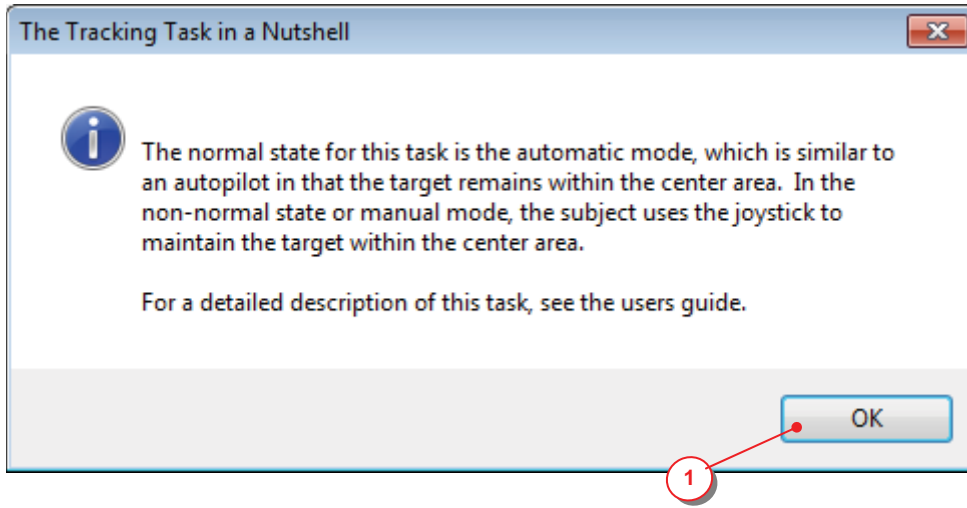 The Tracking Task in a Nutshell
The normal state for this task is the automatic mode, which is similar to
an autopilot in that the target remains within the center area.  In the
non-normal state or manual mode, the subject uses the joystick to
maintain the target within the center area.
For a detailed description of this task, see the users guide.
OK
1